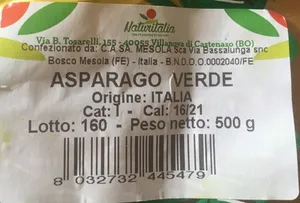 Naturitalia
Via B. Tosarelli, 155 - 40055 Villanova di Castenaso (BO)
Confezionato da: C.A.SA. MESOLA Sca Via Bassalunga snc
Bosco Mesola (FE) - Italia - B.N.D.O.0002040/FE
ASPARAGO VERDE
Origine: ITALIA
Cat: I - Cal: 16/21
Lotto: 160 - Peso netto: 500 g
8 032732 445479